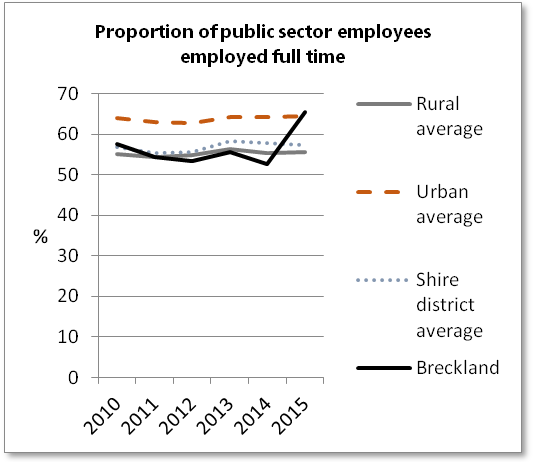 Proportion of public sector employees
employed full time
70
60
50
40
30
20
10
0
%
2010
2011
2012
2013
2014
2015
Rural
average
Urban
average
Shire
district
average
Breckland